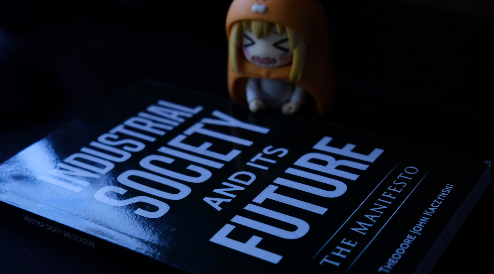 INDUSTRIAL
SOCIETY
AND ITS
FUTURE
THE MANIFESTO
THEODORE JOHN KACZYNSKI